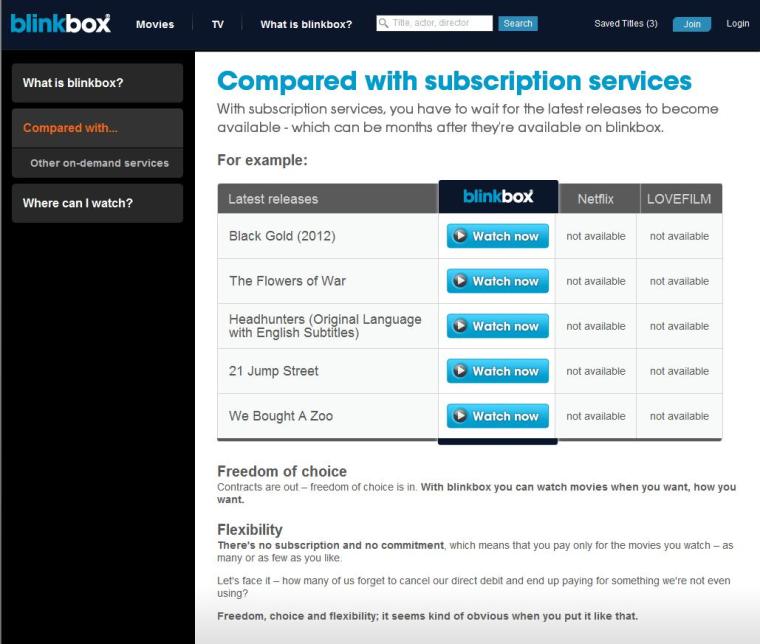 blinkbox
Movies
TV
What is blinkbox?
Title, actor, director
Search
Saved Titles (3)
Join
Login
What is blinkbox?
Compared with...
Other on-demand services
Where can I watch?
Compared with subscription services
With subscription services, you have to wait for the latest releases to become
available - which can be months after they're available on blinkbox.
For example:
Latest releases blinkbox Netflix LOVEFILM
Black Gold (2012) Watch now not available not available
The Flowers of War Watch now not available not available
Headhunters (Original Language
with English Subtitles) Watch now not available not available
21 Jump Street Watch now not available not available
We Bought A Zoo Watch now not available not available
Freedom of choice
Contracts are out – freedom of choice is in. With blinkbox you can watch movies when you want, how you
want.
Flexibility
There's no subscription and no commitment, which means that you pay only for the movies you watch – as
many or as few as you like.
Let's face it – how many of us forget to cancel our direct debit and end up paying for something we're not even
using?
Freedom, choice and flexibility; it seems kind of obvious when you put it like that.